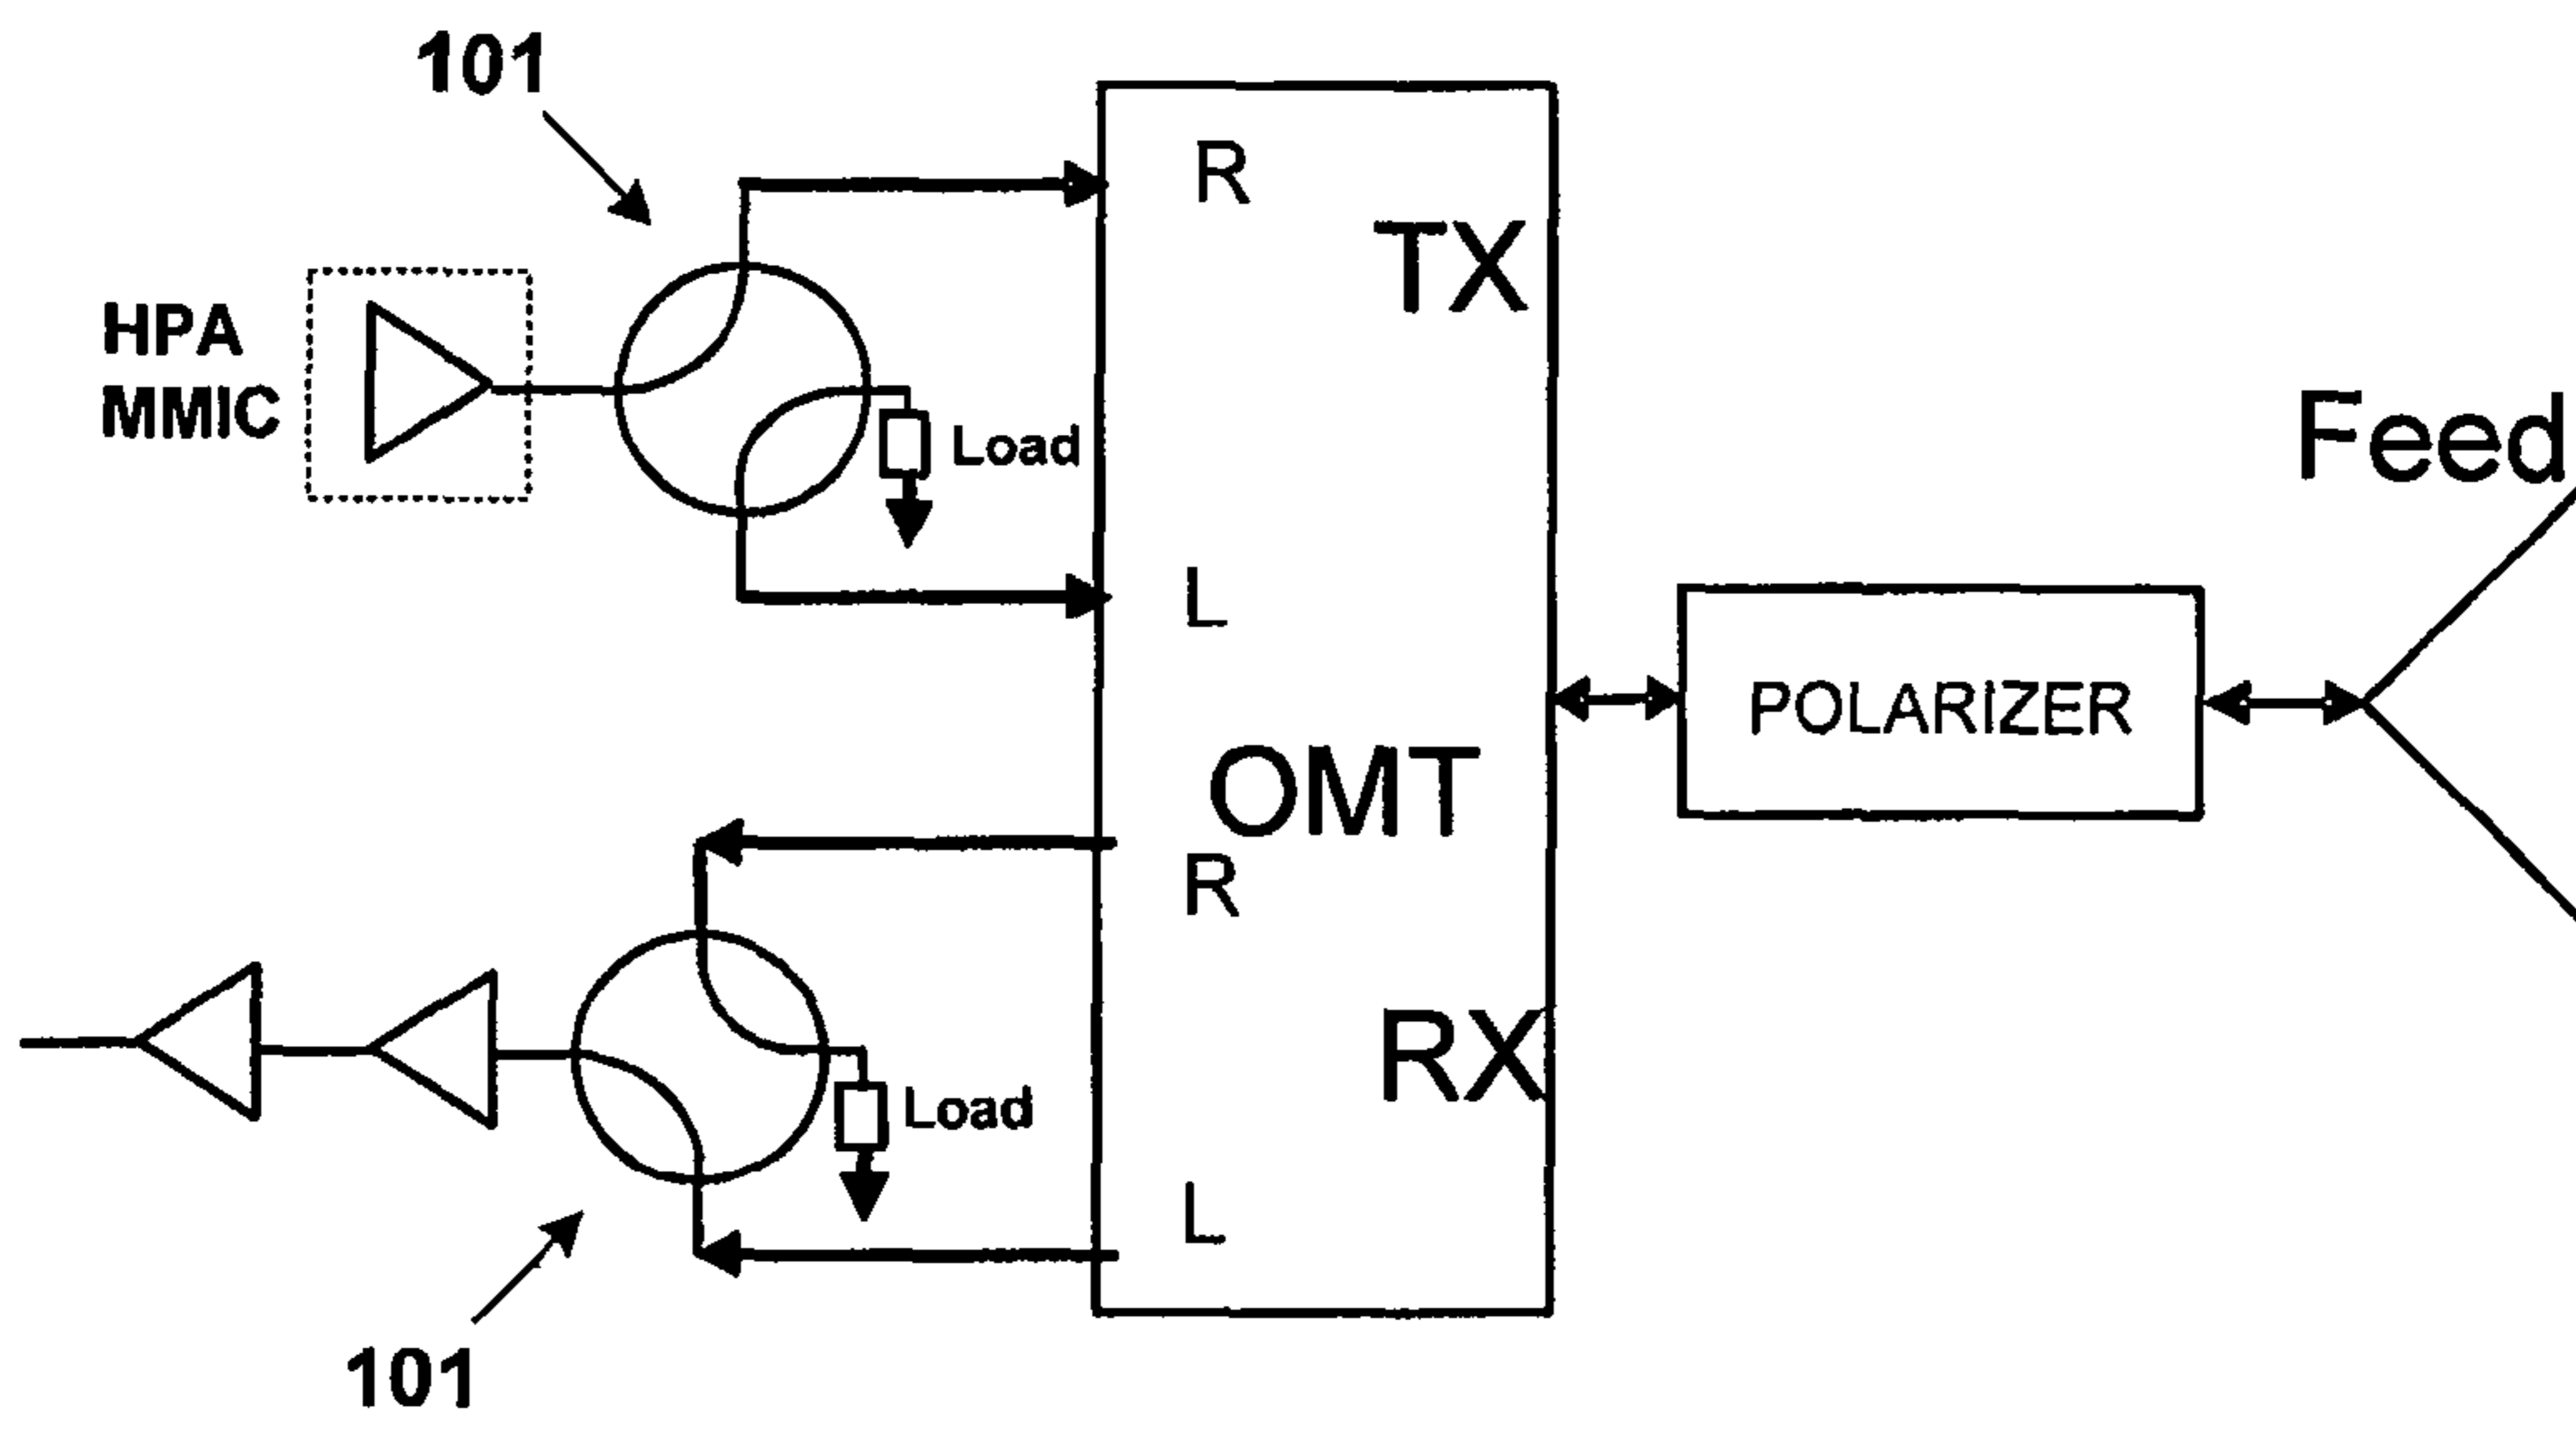 101
R
TX
HPA
MMIC
Load
Feed
L
POLARIZER
OMT
R
RX
Load
L
101